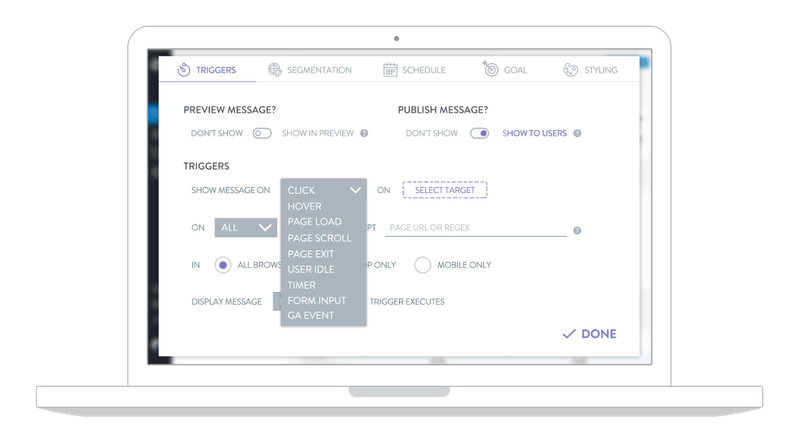 TRIGGERS SEGMENTATION SCHEDULE GOAL STYLING
PREVIEW MESSAGE? PUBLISH MESSAGE?
DON'T SHOW SHOW IN PREVIEW ? DON'T SHOW SHOW TO USERS ?
TRIGGERS
SHOW MESSAGE ON CLICK ON SELECT TARGET
HOVER
ON ALL PAGE LOAD PT PAGE URL OR REGEX ?
PAGE SCROLL
PAGE EXIT
IN ALL BROWS USER IDLE OP ONLY MOBILE ONLY
TIMER
DISPLAY MESSAGE FORM INPUT TRIGGER EXECUTES
GA EVENT
DONE